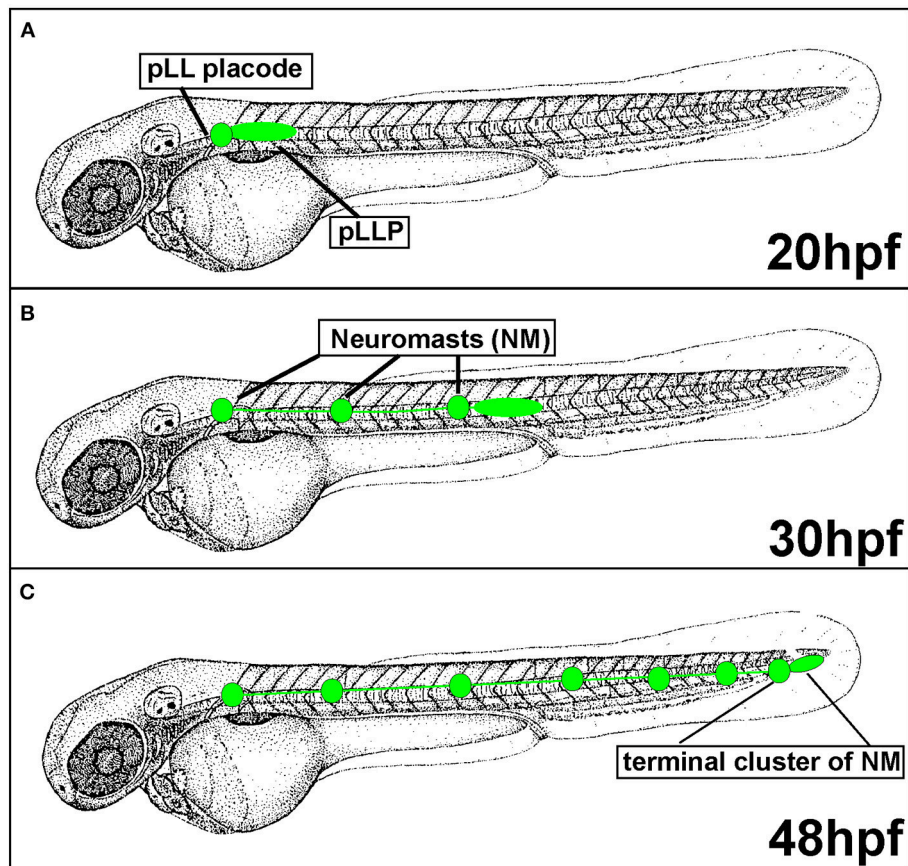 A
pLL placode
pLLP
20hpf
B
Neuromasts (NM)
30hpf
C
terminal cluster of NM
48hpf